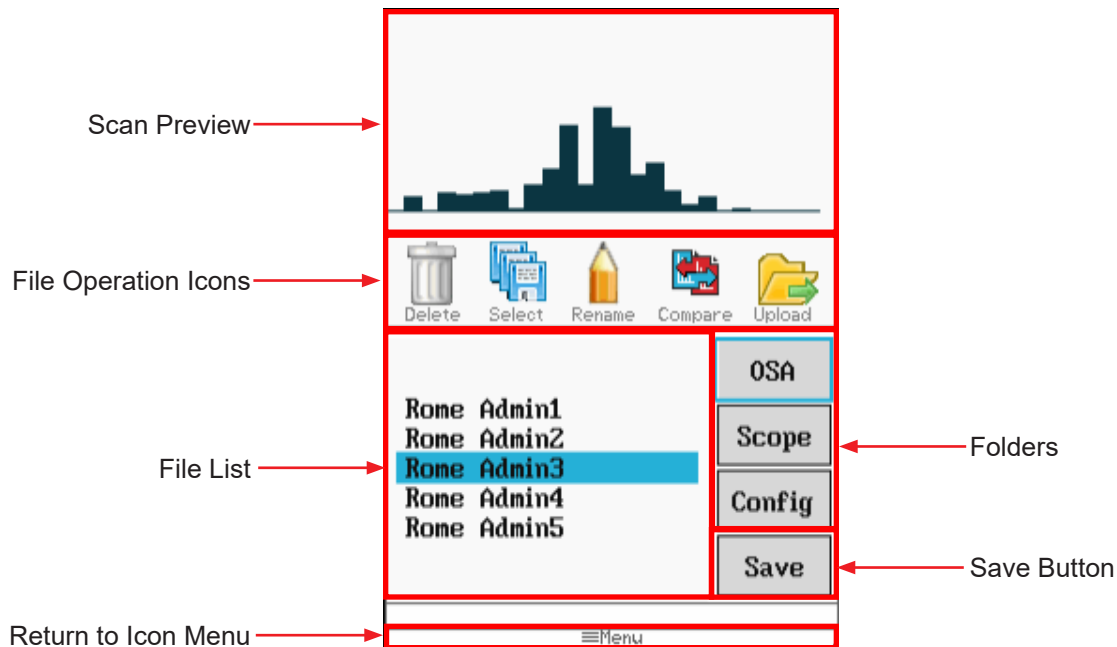 Scan Preview
File Operation Icons
Delete Select Rename Compare Upload
OSA
Scope
Config
Save
Rome Admin1
Rome Admin2
Rome Admin3
Rome Admin4
Rome Admin5
File List
Folders
Save Button
Return to Icon Menu
≡Menu